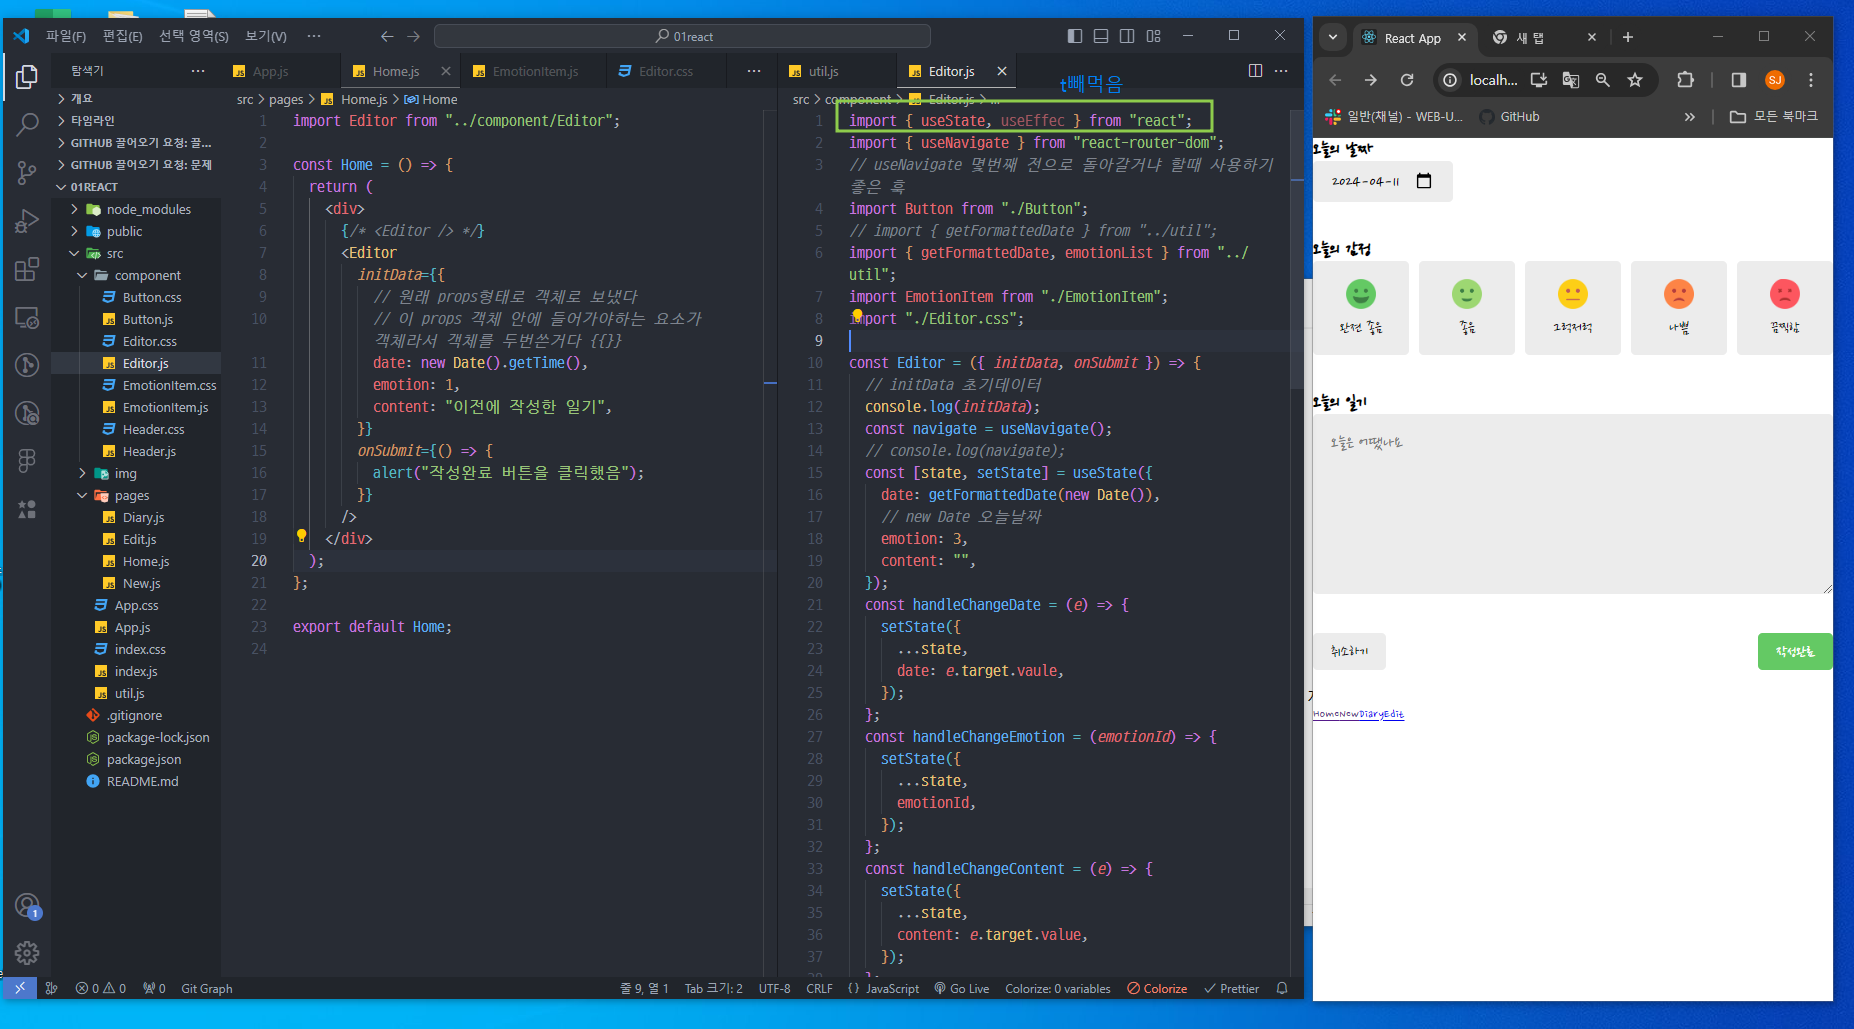 파일(F) 편집(E) 선택 영역(S) 보기(V) ··· 01react
탐색기 ···
개요
타임라인
GITHUB 끌어오기 요청: 끌...
GITHUB 끌어오기 요청: 문제
01REACT
node_modules
public
src
component
Button.css
Button.js
Editor.css
Editor.js
EmotionItem.css
EmotionItem.js
Header.css
Header.js
img
pages
Diary.js
Edit.js
Home.js
New.js
App.css
App.js
index.css
index.js
util.js
.gitignore
package-lock.json
package.json
README.md
App.js Home.js EmotionItem.js Editor.css ···
src > pages > Home.js > Home
1 import Editor from "../component/Editor";
2
3 const Home = () => {
4 return (
5 <div>
6 {/* <Editor /> */}
7 <Editor
8 initData={{
9 // 원래 props형태로 객체로 보냈다
10 // 이 props 객체 안에 들어가야하는 요소가
객체라서 객체를 두번쓴거다 {{}}
11 date: new Date().getTime(),
12 emotion: 1,
13 content: "이전에 작성한 일기",
14 }}
15 onSubmit={() => {
16 alert("작성완료 버튼을 클릭했음");
17 }}
18 />
19 </div>
20 );
21 };
22
23 export default Home;
24
util.js Editor.js ···
t빼먹음
src > component > Editor.js > ...
1 import { useState, useEffec } from "react";
2 import { useNavigate } from "react-router-dom";
3 // useNavigate 몇번째 전으로 돌아갈거냐 할때 사용하기
좋은 훅
4 import Button from "./Button";
5 // import { getFormattedDate } from "../util";
6 import { getFormattedDate, emotionList } from "../
util";
7 import EmotionItem from "./EmotionItem";
8 import "./Editor.css";
9
10 const Editor = ({ initData, onSubmit }) => {
11 // initData 초기데이터
12 console.log(initData);
13 const navigate = useNavigate();
14 // console.log(navigate);
15 const [state, setState] = useState({
16 date: getFormattedDate(new Date()),
17 // new Date 오늘날짜
18 emotion: 3,
19 content: "",
20 });
21 const handleChangeDate = (e) => {
22 setState({
23 ...state,
24 date: e.target.vaule,
25 });
26 };
27 const handleChangeEmotion = (emotionId) => {
28 setState({
29 ...state,
30 emotionId,
31 });
32 };
33 const handleChangeContent = (e) => {
34 setState({
35 ...state,
36 content: e.target.value,
37 });
1
0 0 0 Git Graph 줄 9, 열 1 Tab 크기: 2 UTF-8 CRLF {} JavaScript Go Live Colorize: 0 variables Colorize Prettier
React App 새 탭
localh... SJ
일반(채널) - WEB-U... GitHub » 모든 북마크
오늘의 날짜
2024-04-11
오늘의 감정
완전 좋음 좋음 그럭저럭 나쁨 끔찍함
오늘의 일기
오늘은 어땠나요
취소하기 작성완료
HomeNewDiaryEdit